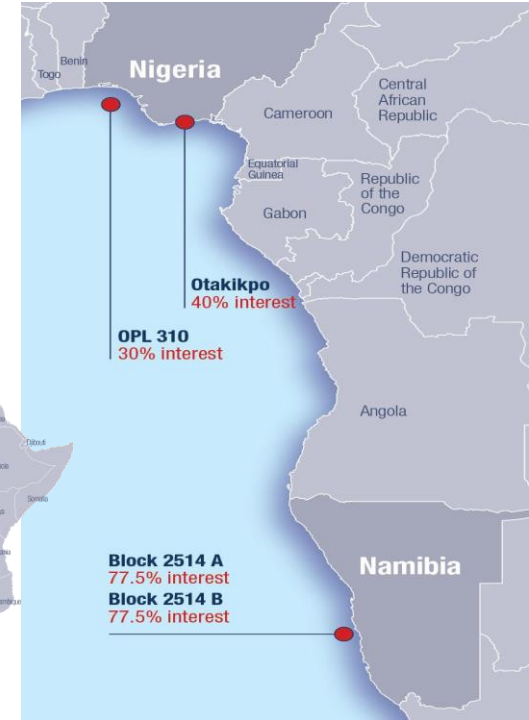 Benin
Togo
Nigeria
Central
African
Republic
Cameroon
Equatorial
Guinea
Republic
of the
Congo
Gabon
Democratic
Republic of
the Congo
Otakikpo
40% interest
OPL 310
30% interest
Angola
Djibouti
Somalia
Block 2514 A
77.5% interest
Block 2514 B
77.5% interest
Namibia